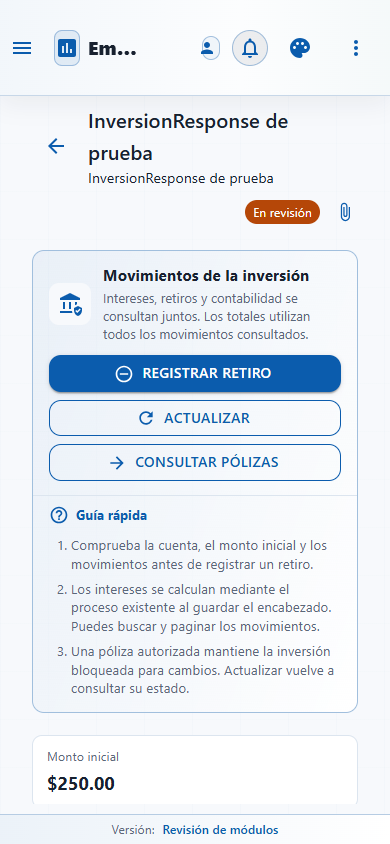 Em...
InversionResponse de
prueba
InversionResponse de prueba
En revisión
Movimientos de la inversión
Intereses, retiros y contabilidad se
consultan juntos. Los totales utilizan
todos los movimientos consultados.
REGISTRAR RETIRO
ACTUALIZAR
CONSULTAR PÓLIZAS
Guía rápida
1. Comprueba la cuenta, el monto inicial y los
movimientos antes de registrar un retiro.
2. Los intereses se calculan mediante el
proceso existente al guardar el encabezado.
Puedes buscar y paginar los movimientos.
3. Una póliza autorizada mantiene la inversión
bloqueada para cambios. Actualizar vuelve a
consultar su estado.
Monto inicial
$250.00
Versión: Revisión de módulos